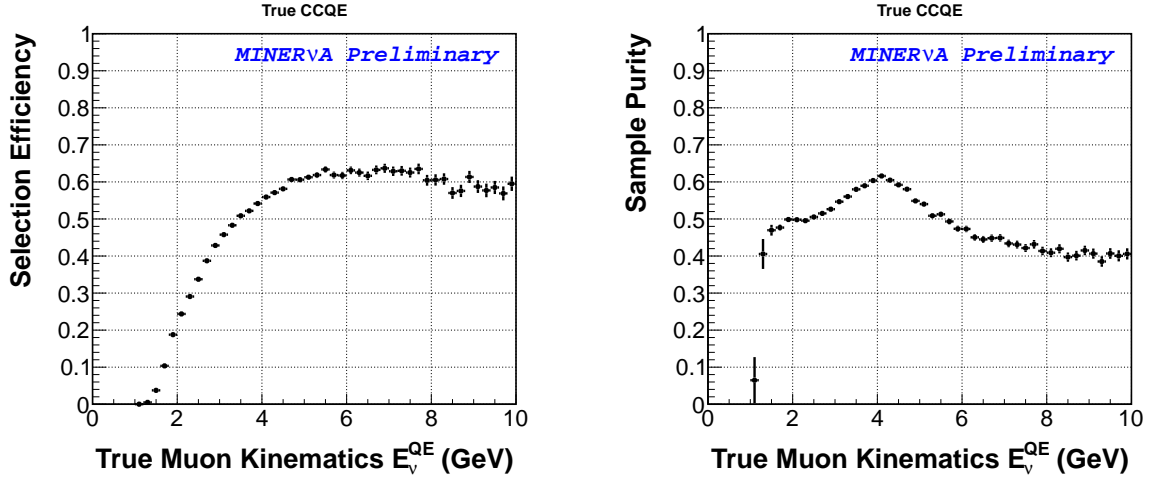 True CCQE
MINERνA Preliminary
Selection Efficiency
1
0.9
0.8
0.7
0.6
0.5
0.4
0.3
0.2
0.1
0
0 2 4 6 8 10
True Muon Kinematics E_ν^QE (GeV)
True CCQE
MINERνA Preliminary
Sample Purity
1
0.9
0.8
0.7
0.6
0.5
0.4
0.3
0.2
0.1
0
0 2 4 6 8 10
True Muon Kinematics E_ν^QE (GeV)